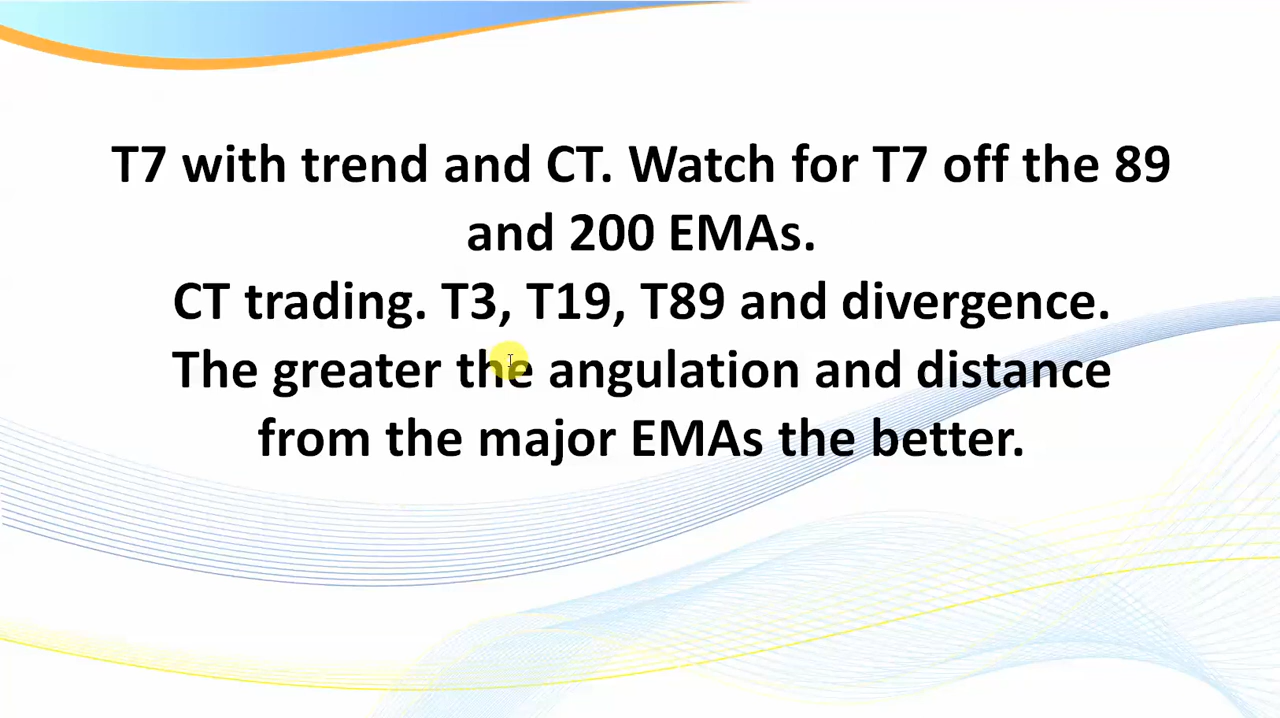 T7 with trend and CT. Watch for T7 off the 89
and 200 EMAs.
CT trading. T3, T19, T89 and divergence.
The greater the angulation and distance
from the major EMAs the better.